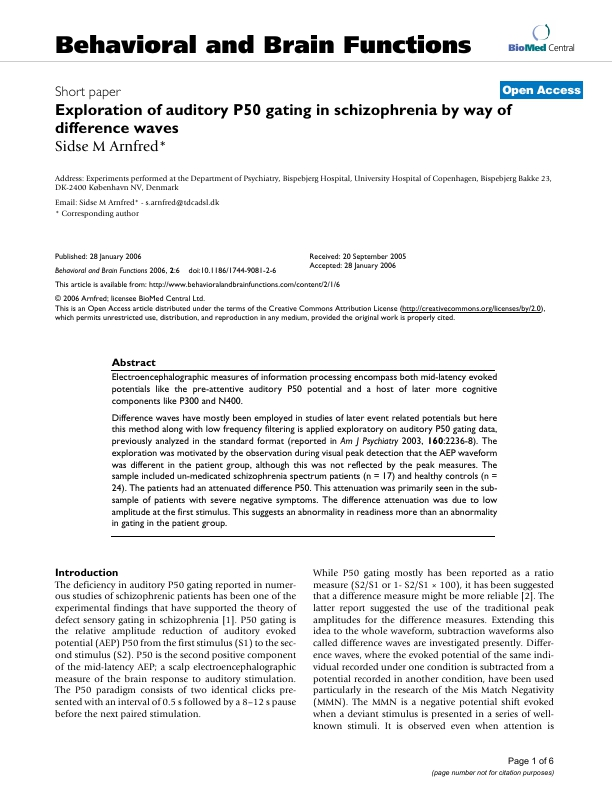 Behavioral and Brain Functions
BioMed Central
Short paper
Open Access
Exploration of auditory P50 gating in schizophrenia by way of
difference waves
Sidse M Arnfred*
Address: Experiments performed at the Department of Psychiatry, Bispebjerg Hospital, University Hospital of Copenhagen, Bispebjerg Bakke 23,
DK-2400 København NV, Denmark
Email: Sidse M Arnfred* - s.arnfred@tdcadsl.dk
* Corresponding author
Published: 28 January 2006
Behavioral and Brain Functions 2006, 2:6 doi:10.1186/1744-9081-2-6
Received: 20 September 2005
Accepted: 28 January 2006
This article is available from: http://www.behavioralandbrainfunctions.com/content/2/1/6
© 2006 Arnfred; licensee BioMed Central Ltd.
This is an Open Access article distributed under the terms of the Creative Commons Attribution License (http://creativecommons.org/licenses/by/2.0),
which permits unrestricted use, distribution, and reproduction in any medium, provided the original work is properly cited.
Abstract
Electroencephalographic measures of information processing encompass both mid-latency evoked
potentials like the pre-attentive auditory P50 potential and a host of later more cognitive
components like P300 and N400.
Difference waves have mostly been employed in studies of later event related potentials but here
this method along with low frequency filtering is applied exploratory on auditory P50 gating data,
previously analyzed in the standard format (reported in Am J Psychiatry 2003, 160:2236-8). The
exploration was motivated by the observation during visual peak detection that the AEP waveform
was different in the patient group, although this was not reflected by the peak measures. The
sample included un-medicated schizophrenia spectrum patients (n = 17) and healthy controls (n =
24). The patients had an attenuated difference P50. This attenuation was primarily seen in the sub-
sample of patients with severe negative symptoms. The difference attenuation was due to low
amplitude at the first stimulus. This suggests an abnormality in readiness more than an abnormality
in gating in the patient group.
Introduction
The deficiency in auditory P50 gating reported in numer-
ous studies of schizophrenic patients has been one of the
experimental findings that have supported the theory of
defect sensory gating in schizophrenia [1]. P50 gating is
the relative amplitude reduction of auditory evoked
potential (AEP) P50 from the first stimulus (S1) to the sec-
ond stimulus (S2). P50 is the second positive component
of the mid-latency AEP; a scalp electroencephalographic
measure of the brain response to auditory stimulation.
The P50 paradigm consists of two identical clicks pre-
sented with an interval of 0.5 s followed by a 8–12 s pause
before the next paired stimulation.
While P50 gating mostly has been reported as a ratio
measure (S2/S1 or 1- S2/S1 × 100), it has been suggested
that a difference measure might be more reliable [2]. The
latter report suggested the use of the traditional peak
amplitudes for the difference measures. Extending this
idea to the whole waveform, subtraction waveforms also
called difference waves are investigated presently. Differ-
ence waves, where the evoked potential of the same indi-
vidual recorded under one condition is subtracted from a
potential recorded in another condition, have been used
particularly in the research of the Mis Match Negativity
(MMN). The MMN is a negative potential shift evoked
when a deviant stimulus is presented in a series of well-
known stimuli. It is observed even when attention is
Page 1 of 6
(page number not for citation purposes)